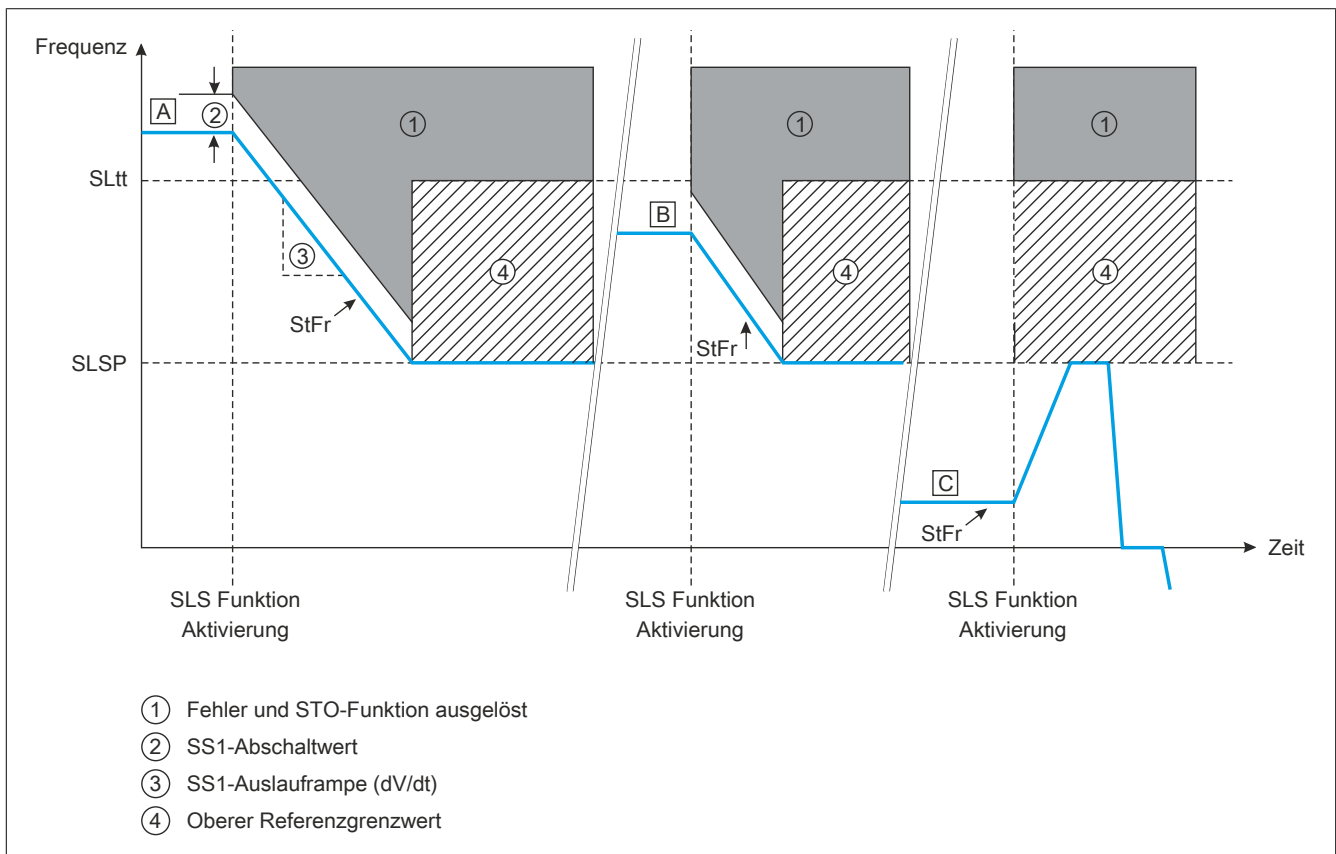 Frequenz
A
2
1
1
1
SLtt
B
3
4
4
4
StFr
StFr
SLSP
C
StFr
Zeit
SLS Funktion
Aktivierung
SLS Funktion
Aktivierung
SLS Funktion
Aktivierung
1 Fehler und STO-Funktion ausgelöst
2 SS1-Abschaltwert
3 SS1-Auslauframpe (dV/dt)
4 Oberer Referenzgrenzwert